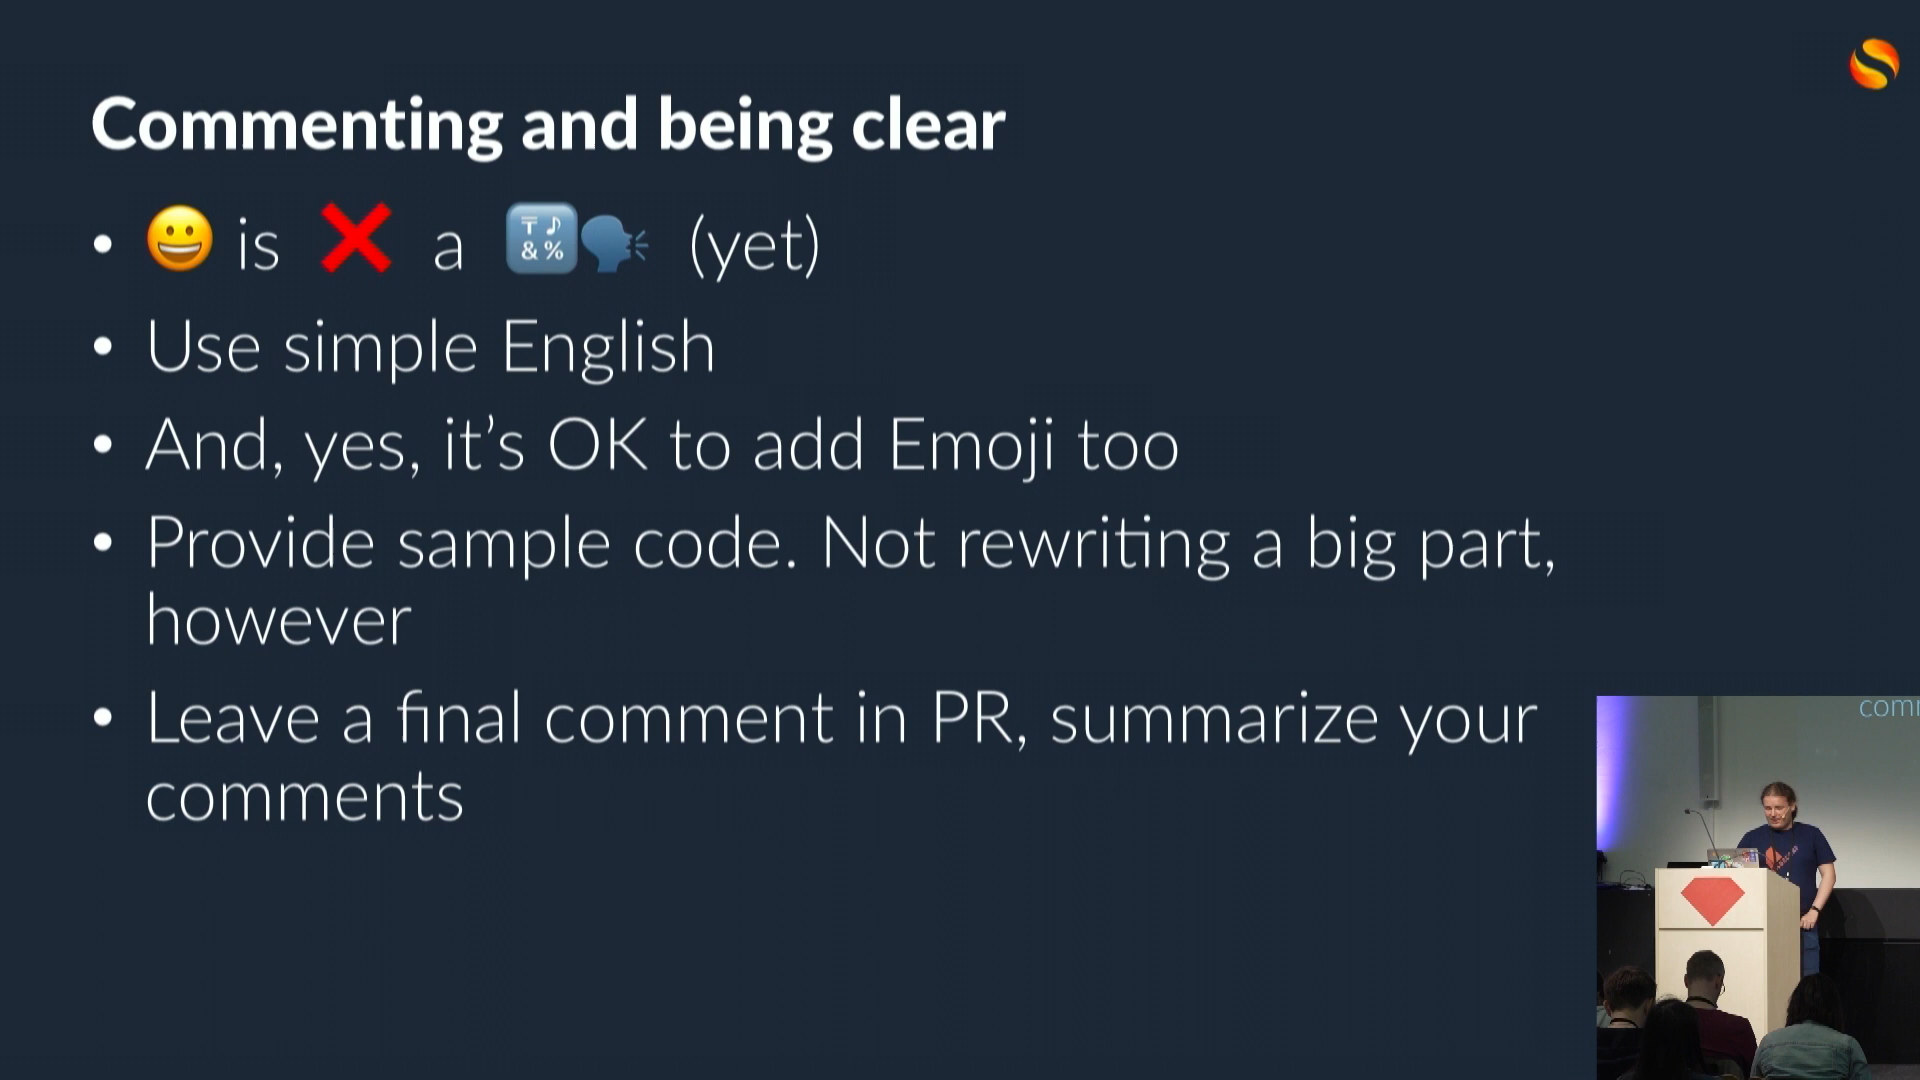 Commenting and being clear
• 😀 is ❌ a 🔣🗣 (yet)
• Use simple English
• And, yes, it’s OK to add Emoji too
• Provide sample code. Not rewriting a big part,
however
• Leave a final comment in PR, summarize your
comments